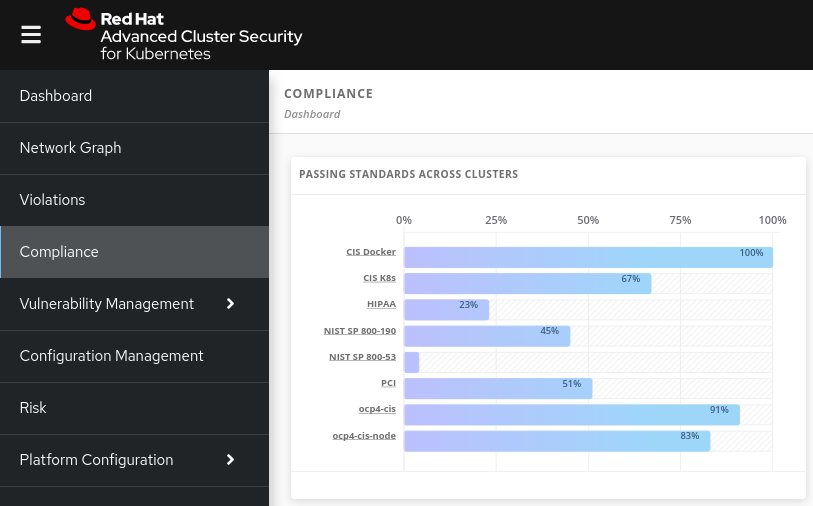 Red Hat
Advanced Cluster Security
for Kubernetes
Dashboard
Network Graph
Violations
Compliance
Vulnerability Management
Configuration Management
Risk
Platform Configuration
COMPLIANCE
Dashboard
PASSING STANDARDS ACROSS CLUSTERS
0% 25% 50% 75% 100%
CIS Docker 100%
CIS K8s 67%
HIPAA 23%
NIST SP 800-190 45%
NIST SP 800-53
PCI 51%
ocp4-cis 91%
ocp4-cis-node 83%